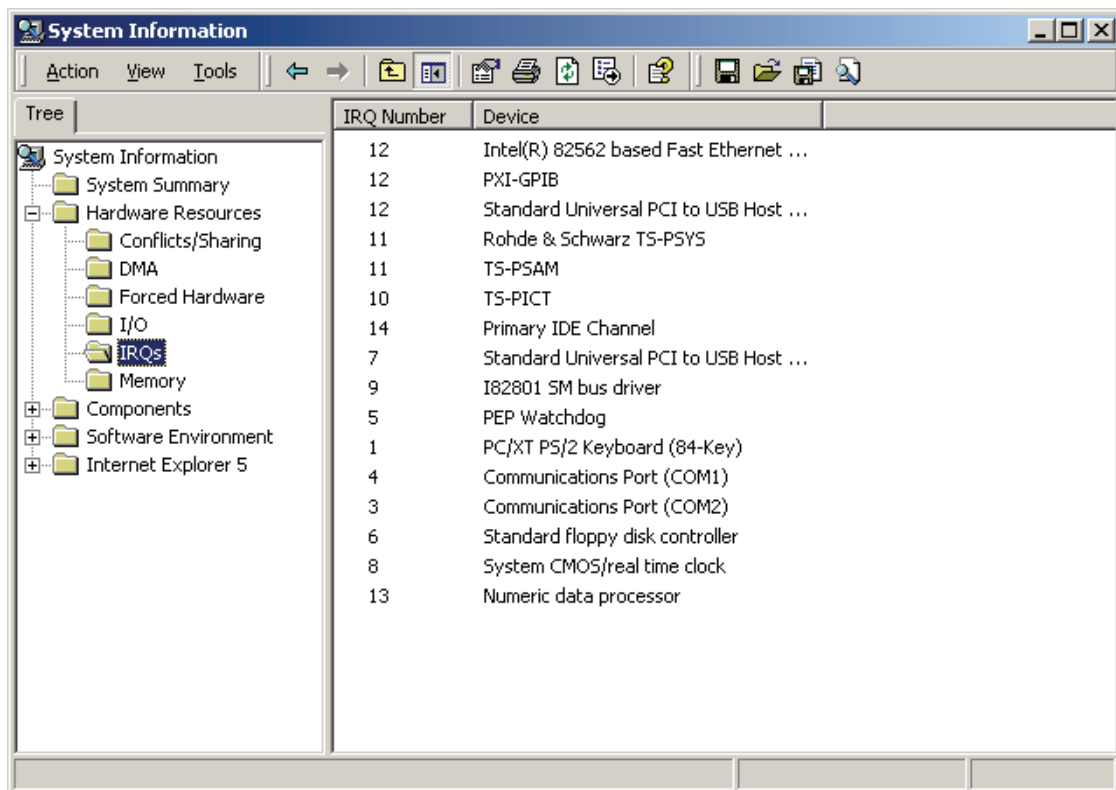 System Information
Action View Tools
Tree
System Information
System Summary
Hardware Resources
Conflicts/Sharing
DMA
Forced Hardware
I/O
IRQs
Memory
Components
Software Environment
Internet Explorer 5
IRQ Number Device
12 Intel(R) 82562 based Fast Ethernet ...
12 PXI-GPIB
12 Standard Universal PCI to USB Host ...
11 Rohde & Schwarz TS-PSYS
11 TS-PSAM
10 TS-PICT
14 Primary IDE Channel
7 Standard Universal PCI to USB Host ...
9 I82801 SM bus driver
5 PEP Watchdog
1 PC/XT PS/2 Keyboard (84-Key)
4 Communications Port (COM1)
3 Communications Port (COM2)
6 Standard floppy disk controller
8 System CMOS/real time clock
13 Numeric data processor